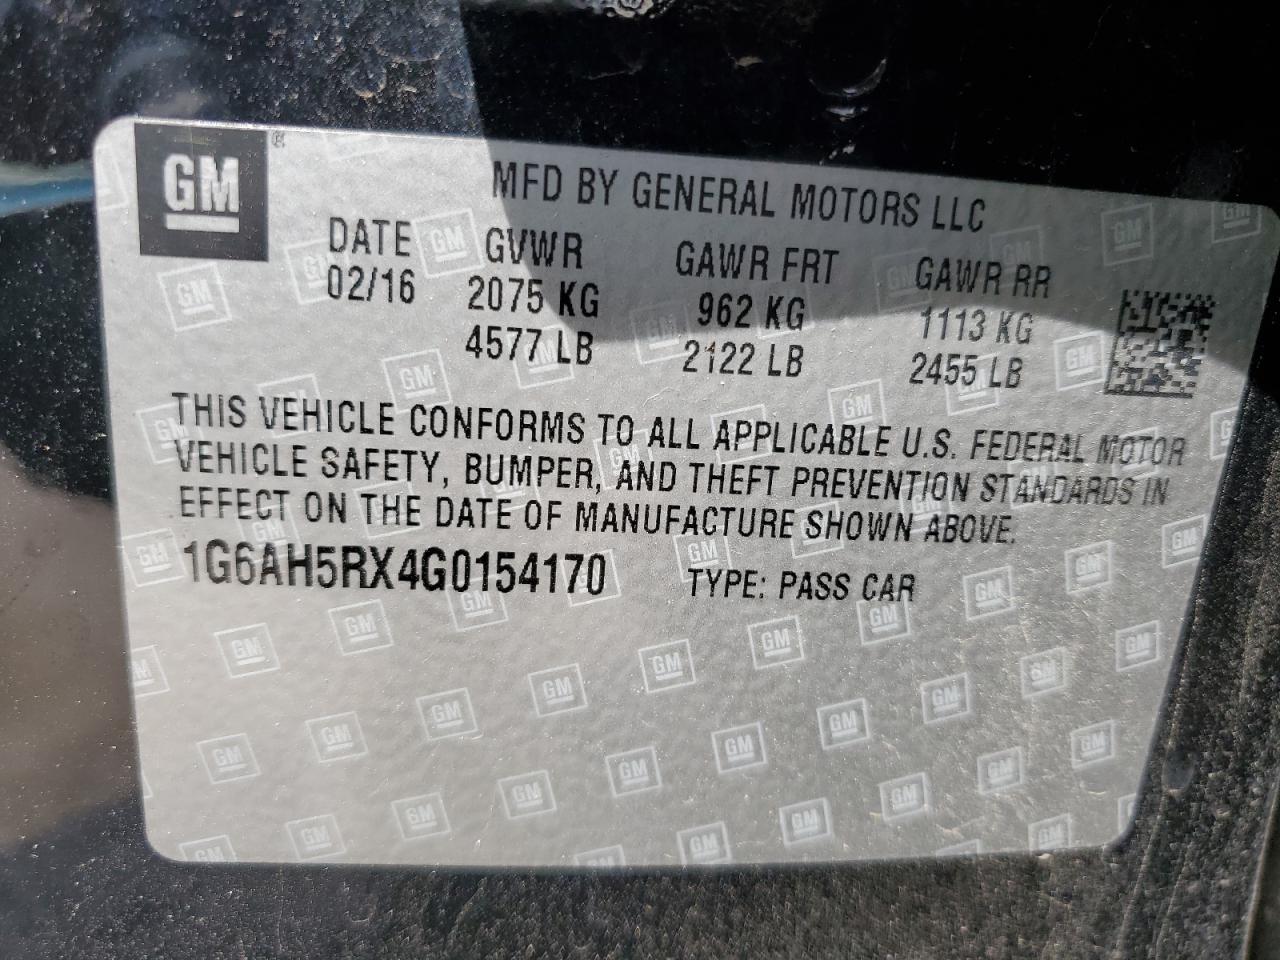 GM
MFD BY GENERAL MOTORS LLC
DATE GVWR GAWR FRT GAWR RR
02/16 2075 KG 962 KG 1113 KG
4577 LB 2122 LB 2455 LB
THIS VEHICLE CONFORMS TO ALL APPLICABLE U.S. FEDERAL MOTOR
VEHICLE SAFETY, BUMPER, AND THEFT PREVENTION STANDARDS IN
EFFECT ON THE DATE OF MANUFACTURE SHOWN ABOVE.
1G6AH5RX4G0154170 TYPE: PASS CAR